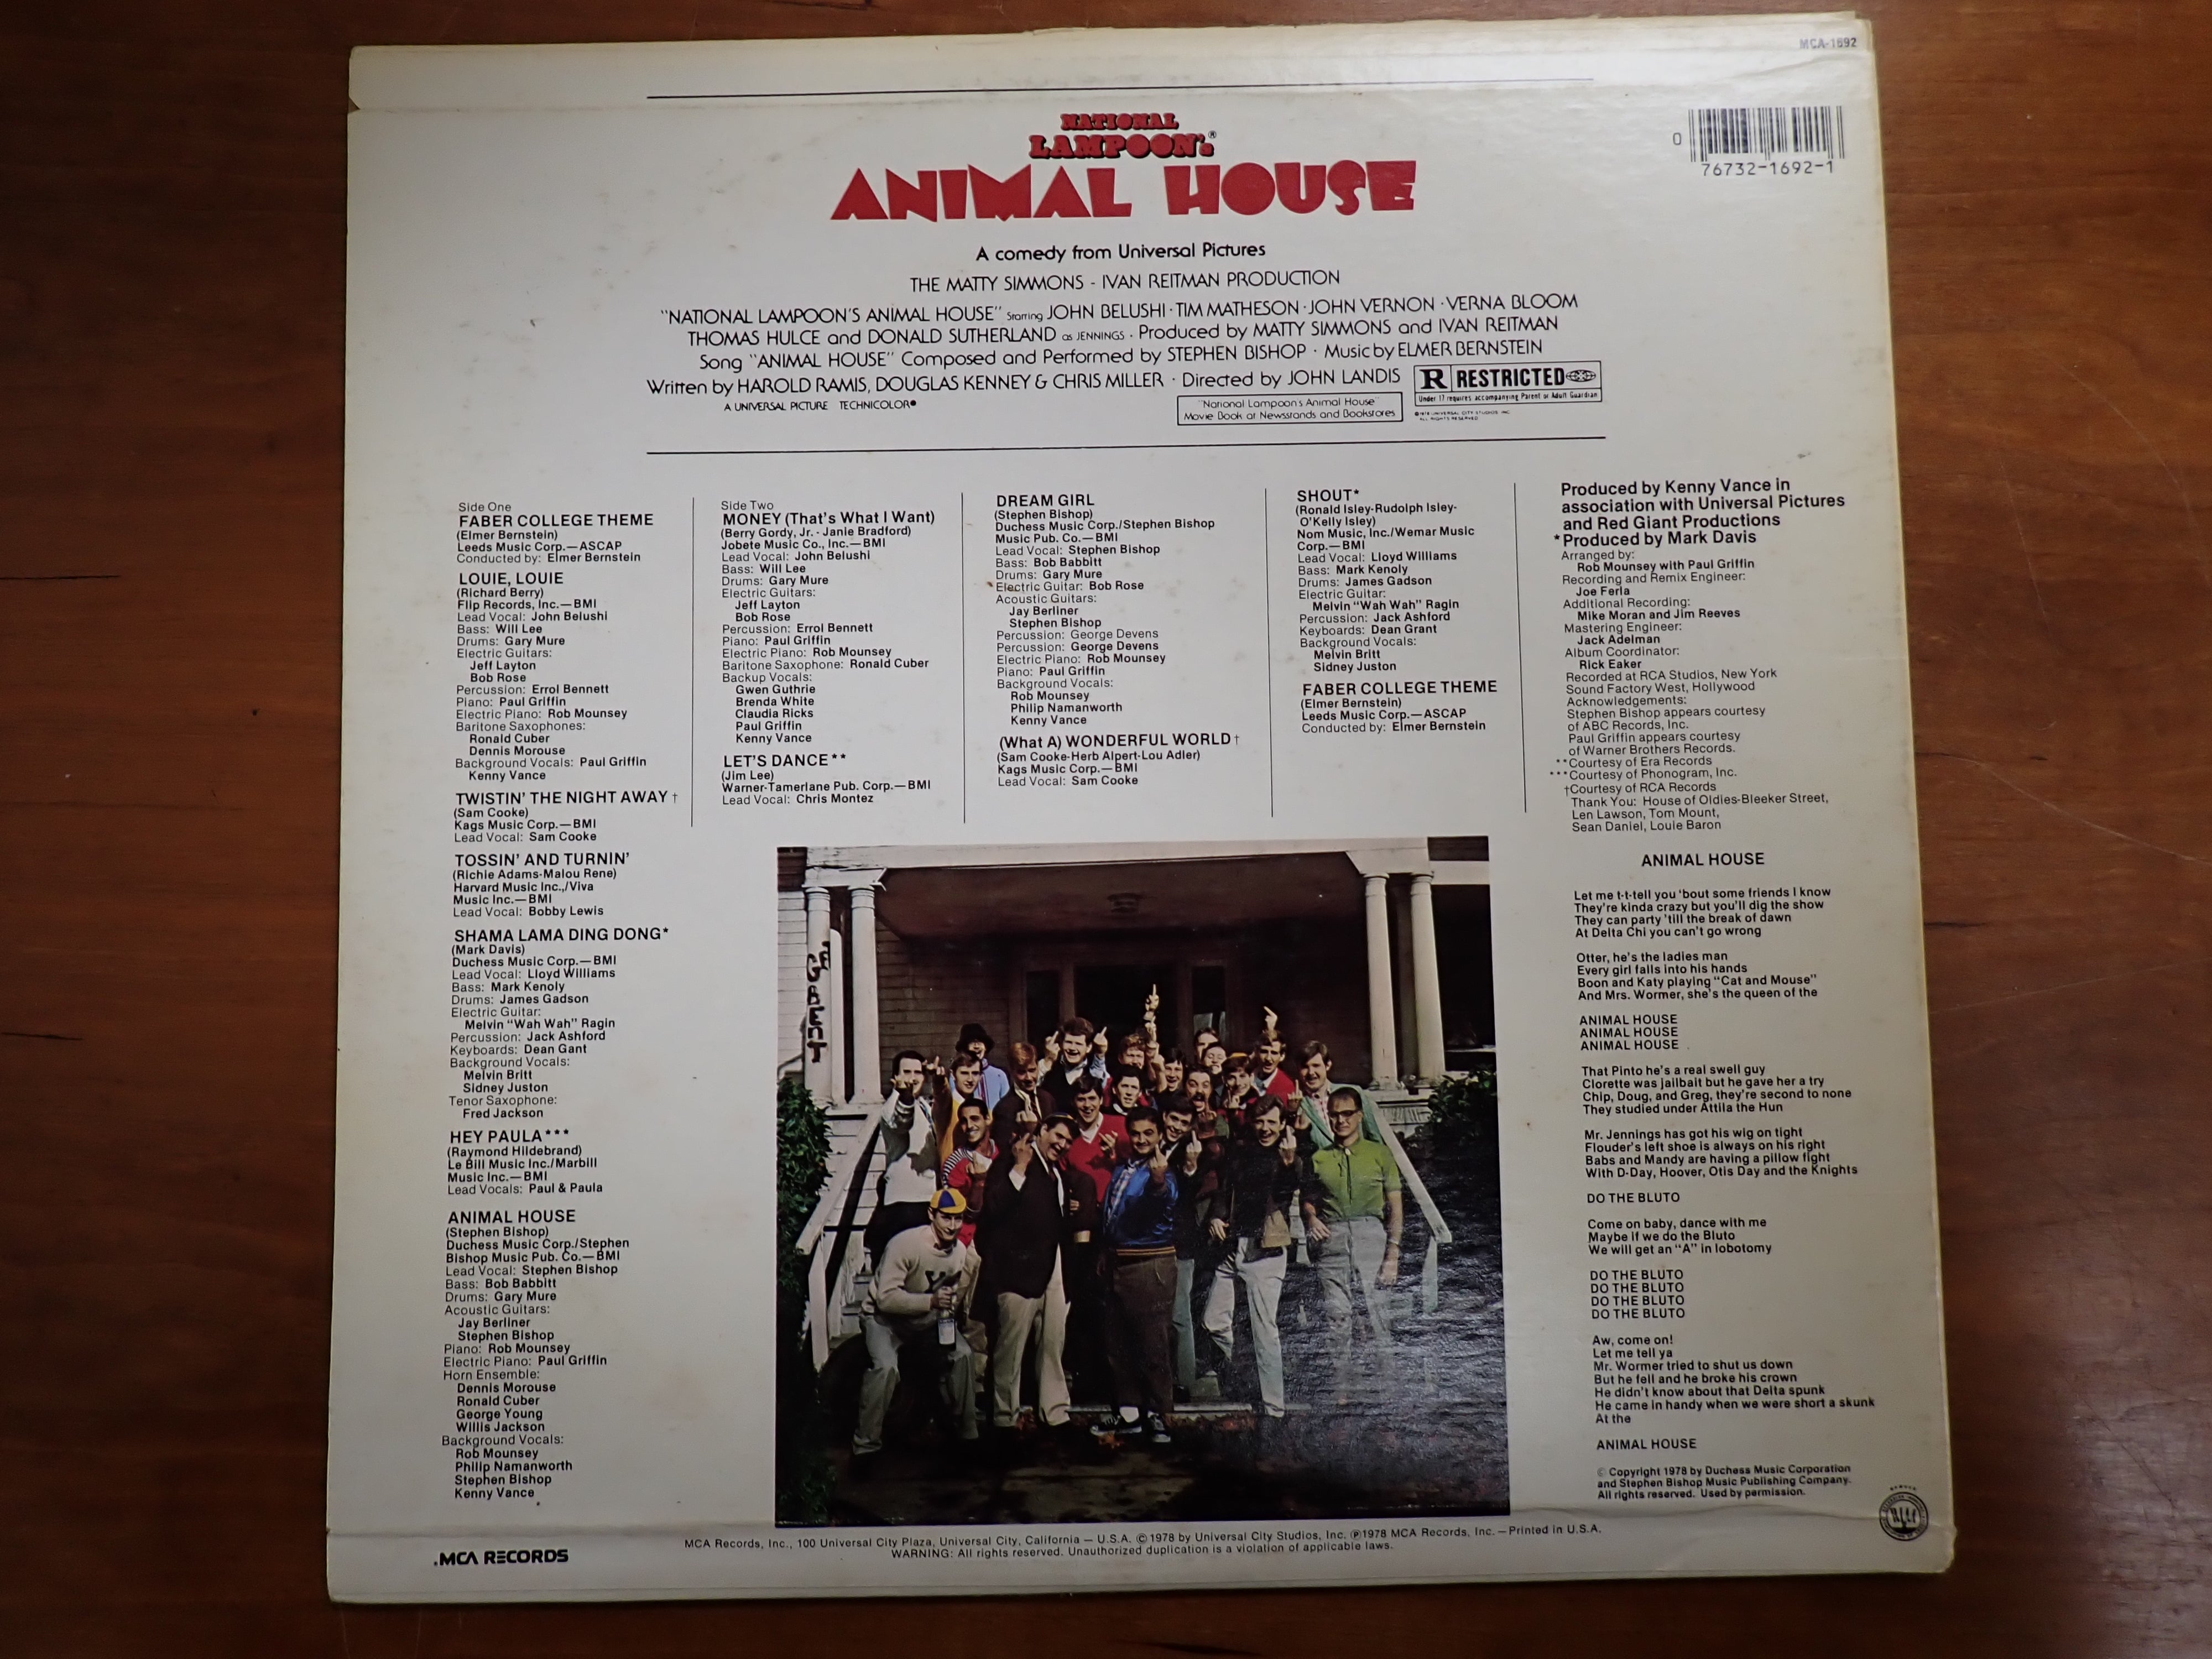 MCA-1692
0
76732-1692-1
NATIONAL
LAMPOON'S®
ANIMAL HOUSE
A comedy from Universal Pictures
THE MATTY SIMMONS - IVAN REITMAN PRODUCTION
"NATIONAL LAMPOON'S ANIMAL HOUSE" Starring JOHN BELUSHI · TIM MATHESON · JOHN VERNON · VERNA BLOOM
THOMAS HULCE and DONALD SUTHERLAND as JENNINGS · Produced by MATTY SIMMONS and IVAN REITMAN
Song "ANIMAL HOUSE" Composed and Performed by STEPHEN BISHOP · Music by ELMER BERNSTEIN
Written by HAROLD RAMIS, DOUGLAS KENNEY & CHRIS MILLER · Directed by JOHN LANDIS
A UNIVERSAL PICTURE TECHNICOLOR®
"National Lampoon's Animal House"
Movie Book at Newsstands and Bookstores
R RESTRICTED
Under 17 requires accompanying Parent or Adult Guardian
©1978 UNIVERSAL CITY STUDIOS INC
ALL RIGHTS RESERVED
Side One
FABER COLLEGE THEME
(Elmer Bernstein)
Leeds Music Corp.—ASCAP
Conducted by: Elmer Bernstein
LOUIE, LOUIE
(Richard Berry)
Flip Records, Inc.—BMI
Lead Vocal: John Belushi
Bass: Will Lee
Drums: Gary Mure
Electric Guitars:
Jeff Layton
Bob Rose
Percussion: Errol Bennett
Piano: Paul Griffin
Electric Piano: Rob Mounsey
Baritone Saxophones:
Ronald Cuber
Dennis Morouse
Background Vocals: Paul Griffin
Kenny Vance
TWISTIN' THE NIGHT AWAY †
(Sam Cooke)
Kags Music Corp.—BMI
Lead Vocal: Sam Cooke
TOSSIN' AND TURNIN'
(Richie Adams-Malou Rene)
Harvard Music Inc.,/Viva
Music Inc.—BMI
Lead Vocal: Bobby Lewis
SHAMA LAMA DING DONG*
(Mark Davis)
Duchess Music Corp.—BMI
Lead Vocal: Lloyd Williams
Bass: Mark Kenoly
Drums: James Gadson
Electric Guitar:
Melvin "Wah Wah" Ragin
Percussion: Jack Ashford
Keyboards: Dean Gant
Background Vocals:
Melvin Britt
Sidney Juston
Tenor Saxophone:
Fred Jackson
HEY PAULA***
(Raymond Hildebrand)
Le Bill Music Inc./Marbill
Music Inc.—BMI
Lead Vocals: Paul & Paula
ANIMAL HOUSE
(Stephen Bishop)
Duchess Music Corp./Stephen
Bishop Music Pub. Co.—BMI
Lead Vocal: Stephen Bishop
Bass: Bob Babbitt
Drums: Gary Mure
Acoustic Guitars:
Jay Berliner
Stephen Bishop
Piano: Rob Mounsey
Electric Piano: Paul Griffin
Horn Ensemble:
Dennis Morouse
Ronald Cuber
George Young
Willis Jackson
Background Vocals:
Rob Mounsey
Philip Namanworth
Stephen Bishop
Kenny Vance
Side Two
MONEY (That's What I Want)
(Berry Gordy, Jr. - Janie Bradford)
Jobete Music Co., Inc.—BMI
Lead Vocal: John Belushi
Bass: Will Lee
Drums: Gary Mure
Electric Guitars:
Jeff Layton
Bob Rose
Percussion: Errol Bennett
Piano: Paul Griffin
Electric Piano: Rob Mounsey
Baritone Saxophone: Ronald Cuber
Backup Vocals:
Gwen Guthrie
Brenda White
Claudia Ricks
Paul Griffin
Kenny Vance
LET'S DANCE**
(Jim Lee)
Warner-Tamerlane Pub. Corp.—BMI
Lead Vocal: Chris Montez
DREAM GIRL
(Stephen Bishop)
Duchess Music Corp./Stephen Bishop
Music Pub. Co.—BMI
Lead Vocal: Stephen Bishop
Bass: Bob Babbitt
Drums: Gary Mure
Electric Guitar: Bob Rose
Acoustic Guitars:
Jay Berliner
Stephen Bishop
Percussion: George Devens
Percussion: George Devens
Electric Piano: Rob Mounsey
Piano: Paul Griffin
Background Vocals:
Rob Mounsey
Philip Namanworth
Kenny Vance
(What A) WONDERFUL WORLD †
(Sam Cooke-Herb Alpert-Lou Adler)
Kags Music Corp.—BMI
Lead Vocal: Sam Cooke
SHOUT*
(Ronald Isley-Rudolph Isley-
O'Kelly Isley)
Nom Music, Inc./Wemar Music
Corp.—BMI
Lead Vocal: Lloyd Williams
Bass: Mark Kenoly
Drums: James Gadson
Electric Guitar:
Melvin "Wah Wah" Ragin
Percussion: Jack Ashford
Keyboards: Dean Grant
Background Vocals:
Melvin Britt
Sidney Juston
FABER COLLEGE THEME
(Elmer Bernstein)
Leeds Music Corp.—ASCAP
Conducted by: Elmer Bernstein
Produced by Kenny Vance in
association with Universal Pictures
and Red Giant Productions
*Produced by Mark Davis
Arranged by:
Rob Mounsey with Paul Griffin
Recording and Remix Engineer:
Joe Ferla
Additional Recording:
Mike Moran and Jim Reeves
Mastering Engineer:
Jack Adelman
Album Coordinator:
Rick Eaker
Recorded at RCA Studios, New York
Sound Factory West, Hollywood
Acknowledgements:
Stephen Bishop appears courtesy
of ABC Records, Inc.
Paul Griffin appears courtesy
of Warner Brothers Records.
**Courtesy of Era Records
***Courtesy of Phonogram, Inc.
†Courtesy of RCA Records
Thank You: House of Oldies-Bleeker Street,
Len Lawson, Tom Mount,
Sean Daniel, Louie Baron
ANIMAL HOUSE
Let me t-t-tell you 'bout some friends I know
They're kinda crazy but you'll dig the show
They can party 'till the break of dawn
At Delta Chi you can't go wrong
Otter, he's the ladies man
Every girl falls into his hands
Boon and Katy playing "Cat and Mouse"
And Mrs. Wormer, she's the queen of the
ANIMAL HOUSE
ANIMAL HOUSE
ANIMAL HOUSE
That Pinto he's a real swell guy
Clorette was jailbait but he gave her a try
Chip, Doug, and Greg, they're second to none
They studied under Attila the Hun
Mr. Jennings has got his wig on tight
Flouder's left shoe is always on his right
Babs and Mandy are having a pillow fight
With D-Day, Hoover, Otis Day and the Knights
DO THE BLUTO
Come on baby, dance with me
Maybe if we do the Bluto
We will get an "A" in lobotomy
DO THE BLUTO
DO THE BLUTO
DO THE BLUTO
DO THE BLUTO
Aw, come on!
Let me tell ya
Mr. Wormer tried to shut us down
But he fell and he broke his crown
He didn't know about that Delta spunk
He came in handy when we were short a skunk
At the
ANIMAL HOUSE
© Copyright 1978 by Duchess Music Corporation
and Stephen Bishop Music Publishing Company.
All rights reserved. Used by permission.
.MCA RECORDS
MCA Records, Inc., 100 Universal City Plaza, Universal City, California — U.S.A. ©1978 by Universal City Studios, Inc. ℗1978 MCA Records, Inc.—Printed in U.S.A.
WARNING: All rights reserved. Unauthorized duplication is a violation of applicable laws.